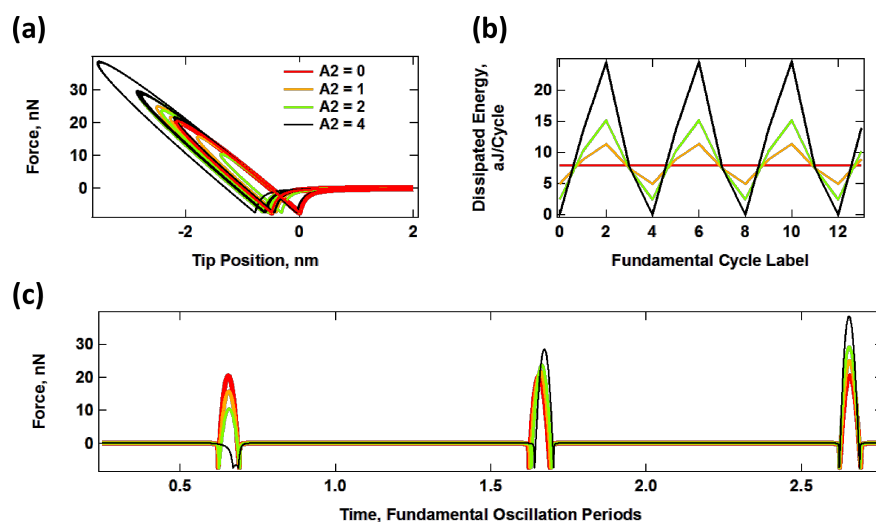 (a)
A2 = 0
A2 = 1
A2 = 2
A2 = 4
Force, nN
30
20
10
0
-2
0
2
Tip Position, nm
(b)
Dissipated Energy,
aJ/Cycle
20
15
10
5
0
0
2
4
6
8
10
12
Fundamental Cycle Label
(c)
Force, nN
30
20
10
0
0.5
1.0
1.5
2.0
2.5
Time, Fundamental Oscillation Periods